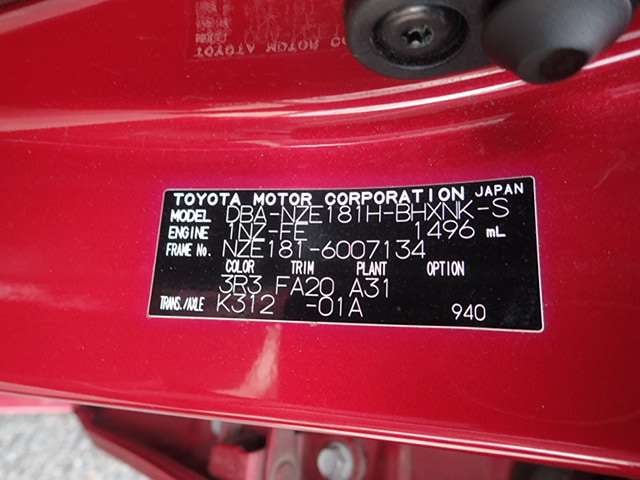 TOYOTA MOTOR CORPORATION JAPAN
MODEL DBA-NZE181H-BHXNK-S
ENGINE 1NZ-FE 1496 mL
FRAME No. NZE181-6007134
COLOR TRIM PLANT OPTION
3R3 FA20 A31
TRANS./AXLE K312 -01A 940